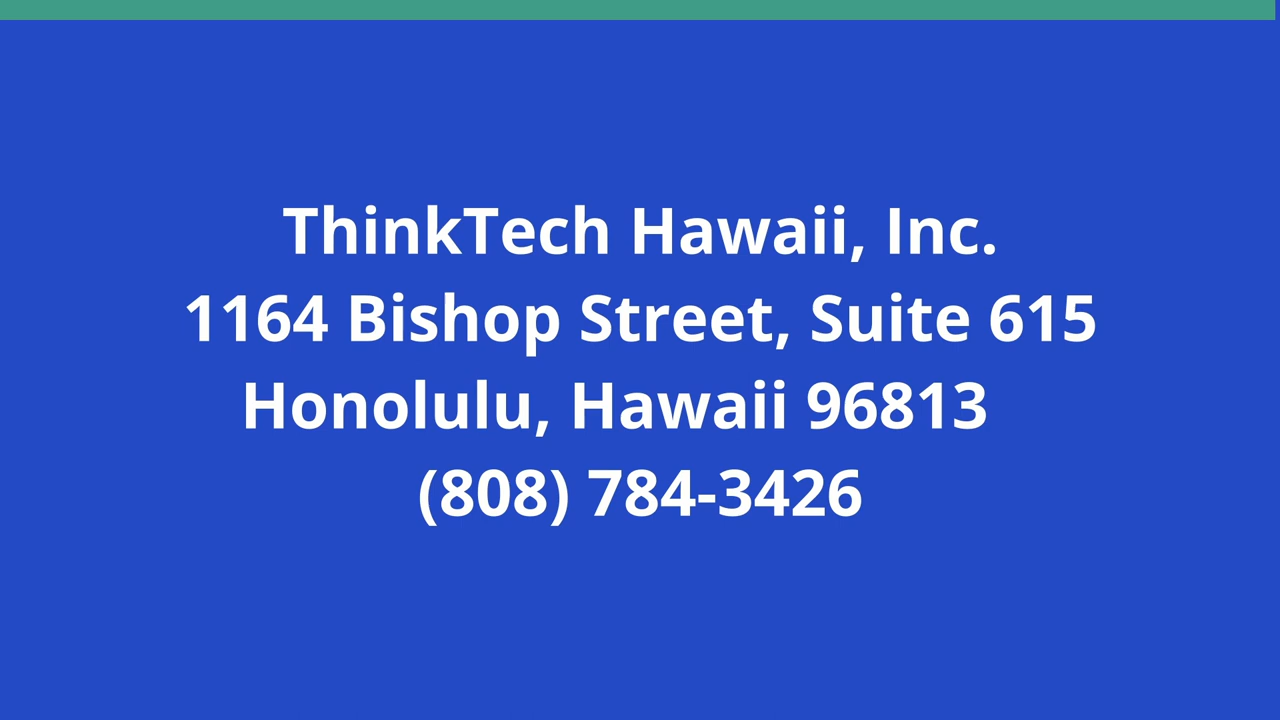 ThinkTech Hawaii, Inc.
1164 Bishop Street, Suite 615
Honolulu, Hawaii 96813
(808) 784-3426